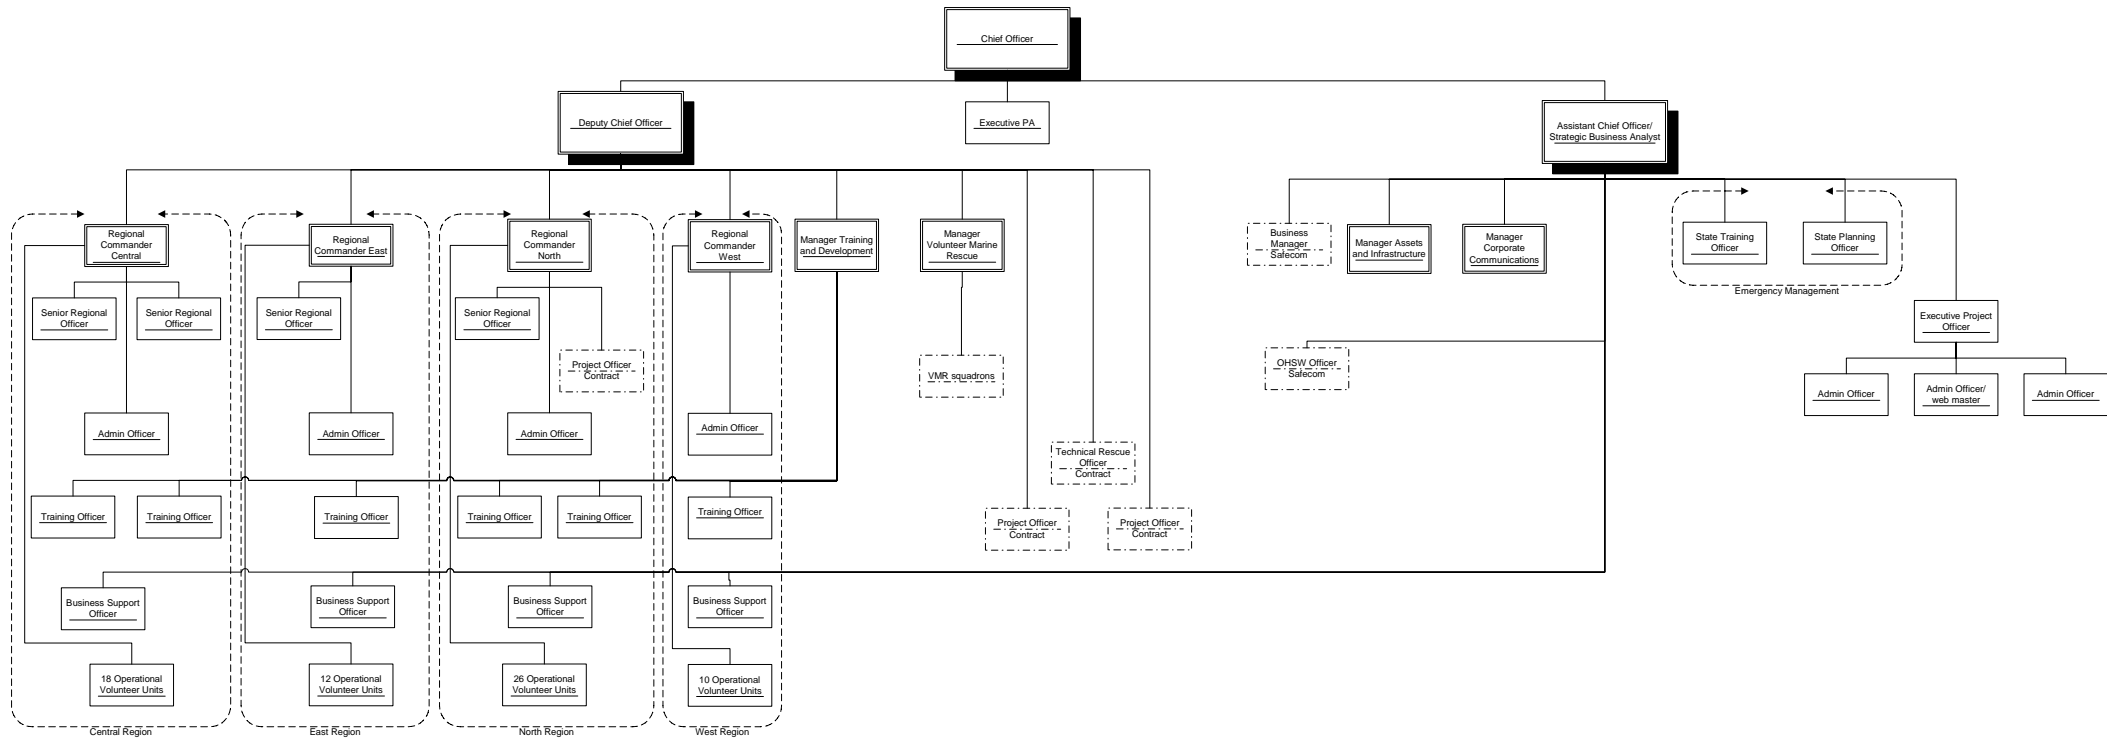 Chief Officer
Deputy Chief Officer
Executive PA
Assistant Chief Officer/
Strategic Business Analyst
Regional
Commander
Central
Regional
Commander East
Regional
Commander
North
Regional
Commander
West
Manager Training
and Development
Manager
Volunteer Marine
Rescue
Business
Manager
Safecom
Manager Assets
and Infrastructure
Manager
Corporate
Communications
State Training
Officer
State Planning
Officer
Emergency Management
Senior Regional
Officer
Senior Regional
Officer
Senior Regional
Officer
Senior Regional
Officer
Project Officer
Contract
VMR squadrons
OHSW Officer
Safecom
Executive Project
Officer
Admin Officer
Admin Officer/
web master
Admin Officer
Admin Officer
Admin Officer
Admin Officer
Admin Officer
Technical Rescue
Officer
Contract
Training Officer
Training Officer
Training Officer
Training Officer
Training Officer
Training Officer
Project Officer
Contract
Project Officer
Contract
Business Support
Officer
Business Support
Officer
Business Support
Officer
Business Support
Officer
18 Operational
Volunteer Units
12 Operational
Volunteer Units
26 Operational
Volunteer Units
10 Operational
Volunteer Units
Central Region
East Region
North Region
West Region